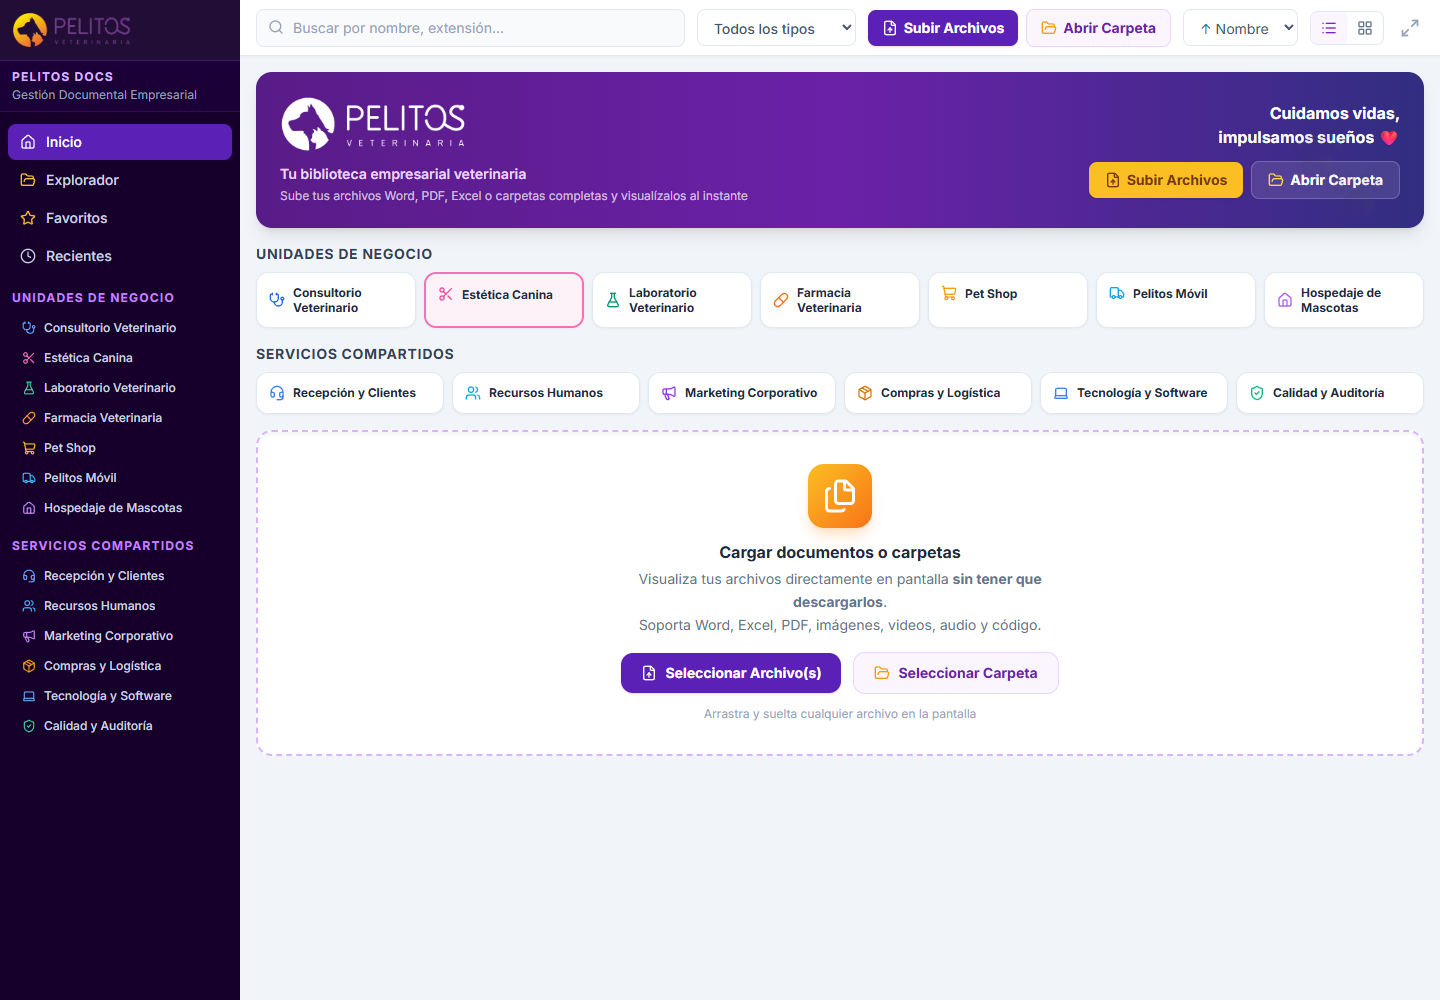 PELITOS
VETERINARIA
PELITOS DOCS
Gestión Documental Empresarial
Inicio
Explorador
Favoritos
Recientes
UNIDADES DE NEGOCIO
Consultorio Veterinario
Estética Canina
Laboratorio Veterinario
Farmacia Veterinaria
Pet Shop
Pelitos Móvil
Hospedaje de Mascotas
SERVICIOS COMPARTIDOS
Recepción y Clientes
Recursos Humanos
Marketing Corporativo
Compras y Logística
Tecnología y Software
Calidad y Auditoría
Buscar por nombre, extensión...
Todos los tipos
Subir Archivos
Abrir Carpeta
↑ Nombre
PELITOS
VETERINARIA
Tu biblioteca empresarial veterinaria
Sube tus archivos Word, PDF, Excel o carpetas completas y visualízalos al instante
Cuidamos vidas,
impulsamos sueños 💖
Subir Archivos
Abrir Carpeta
UNIDADES DE NEGOCIO
Consultorio
Veterinario
Estética Canina
Laboratorio
Veterinario
Farmacia
Veterinaria
Pet Shop
Pelitos Móvil
Hospedaje de
Mascotas
SERVICIOS COMPARTIDOS
Recepción y Clientes
Recursos Humanos
Marketing Corporativo
Compras y Logística
Tecnología y Software
Calidad y Auditoría
Cargar documentos o carpetas
Visualiza tus archivos directamente en pantalla sin tener que
descargarlos.
Soporta Word, Excel, PDF, imágenes, videos, audio y código.
Seleccionar Archivo(s)
Seleccionar Carpeta
Arrastra y suelta cualquier archivo en la pantalla